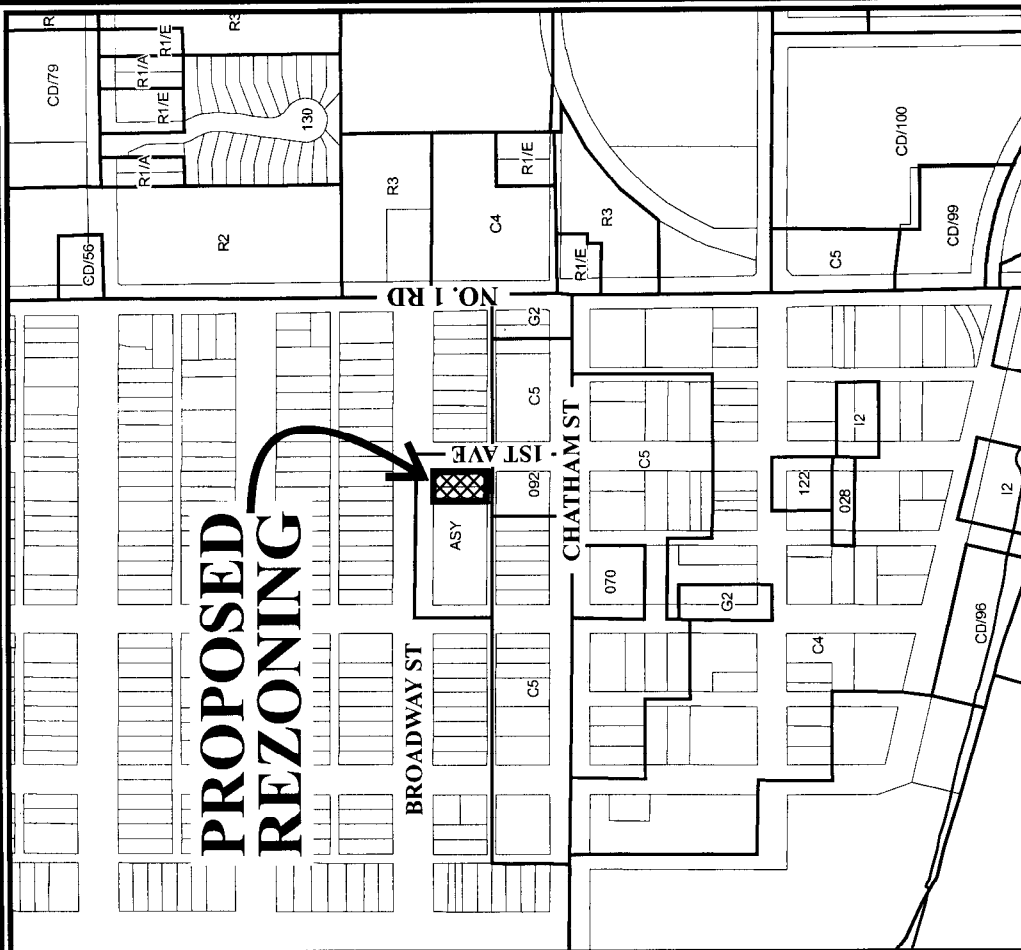 R
R3
CD/79
R1/E
R1/A
R1/E
130
R1/A
R3
R1/E
CD/100
R2
C4
R3
CD/56
R1/E
C5
CD/99
NO. 1 RD
G2
C5
CHATHAM ST
1ST AVE
C5
I2
092
122
028
I2
ASY
PROPOSED
REZONING
070
G2
CD/96
BROADWAY ST
C5
C4